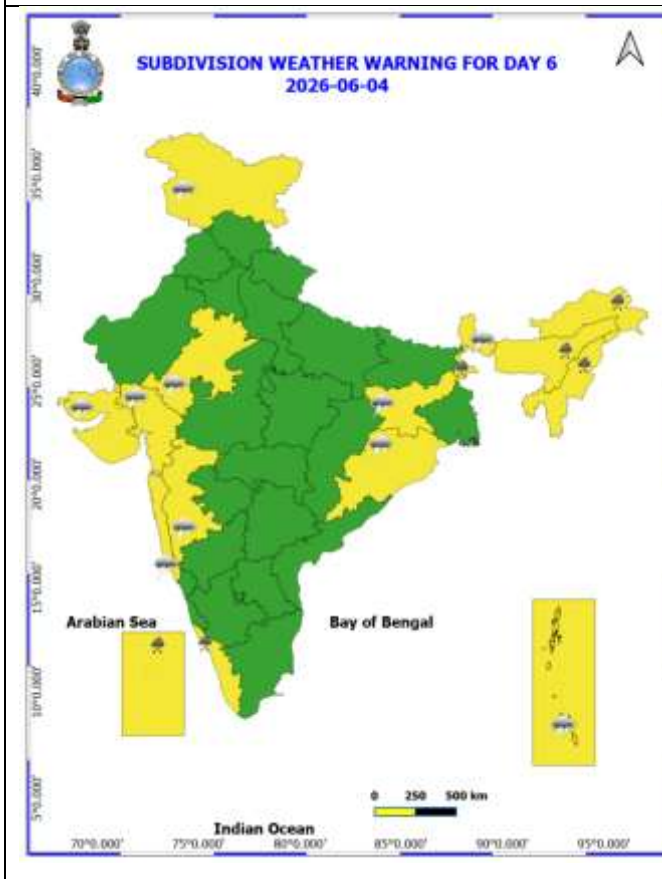 SUBDIVISION WEATHER WARNING FOR DAY 6
2026-06-04
40°0.000'
35°0.000'
30°0.000'
25°0.000'
20°0.000'
15°0.000'
10°0.000'
5°0.000'
Arabian Sea
Bay of Bengal
0 250 500 km
Indian Ocean
70°0.000' 75°0.000' 80°0.000' 85°0.000' 90°0.000' 95°0.000'